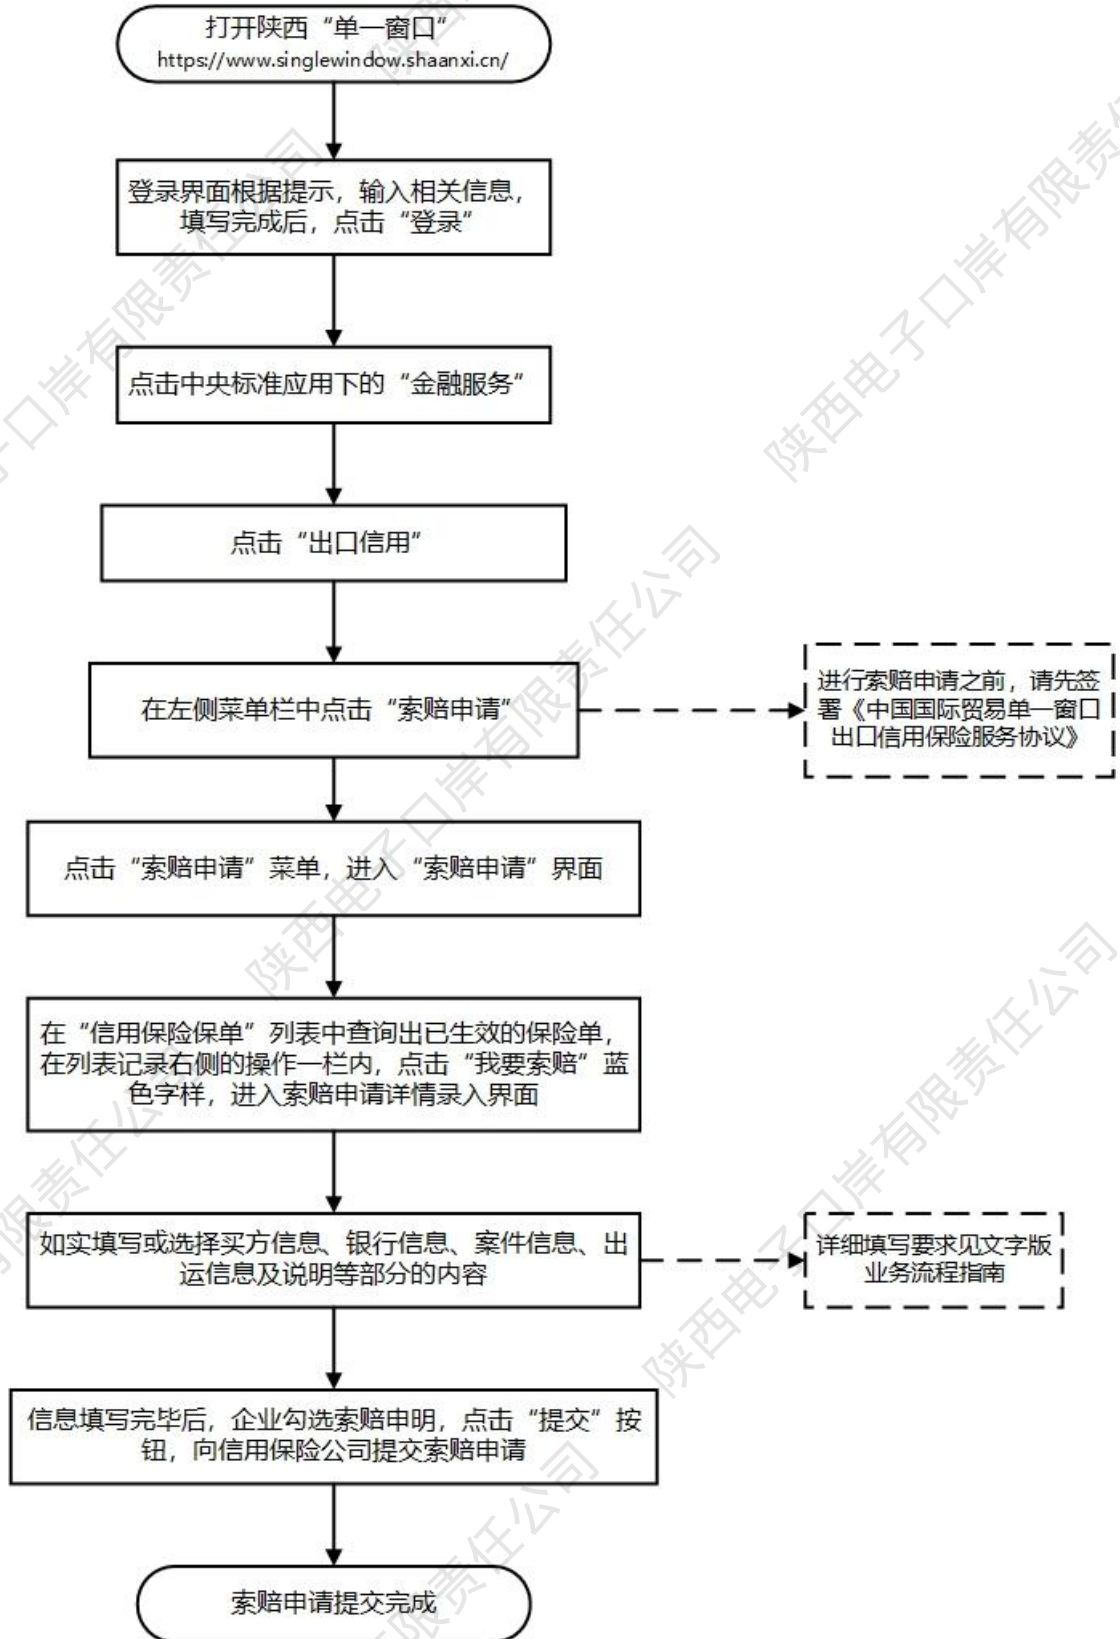 打开陕西“单一窗口”
https://www.singlewindow.shaanxi.cn/
登录界面根据提示，输入相关信息，
填写完成后，点击“登录”
点击中央标准应用下的“金融服务”
点击“出口信用”
在左侧菜单栏中点击“索赔申请”
进行索赔申请之前，请先签
署《中国国际贸易单一窗口
出口信用保险服务协议》
点击“索赔申请”菜单，进入“索赔申请”界面
在“信用保险保单”列表中查询出已生效的保险单，
在列表记录右侧的操作一栏内，点击“我要索赔”蓝
色字样，进入索赔申请详情录入界面
如实填写或选择买方信息、银行信息、案件信息、出
运信息及说明等部分的内容
详细填写要求见文字版
业务流程指南
信息填写完毕后，企业勾选索赔申明，点击“提交”按
钮，向信用保险公司提交索赔申请
索赔申请提交完成
陕西电子口岸有限责任公司